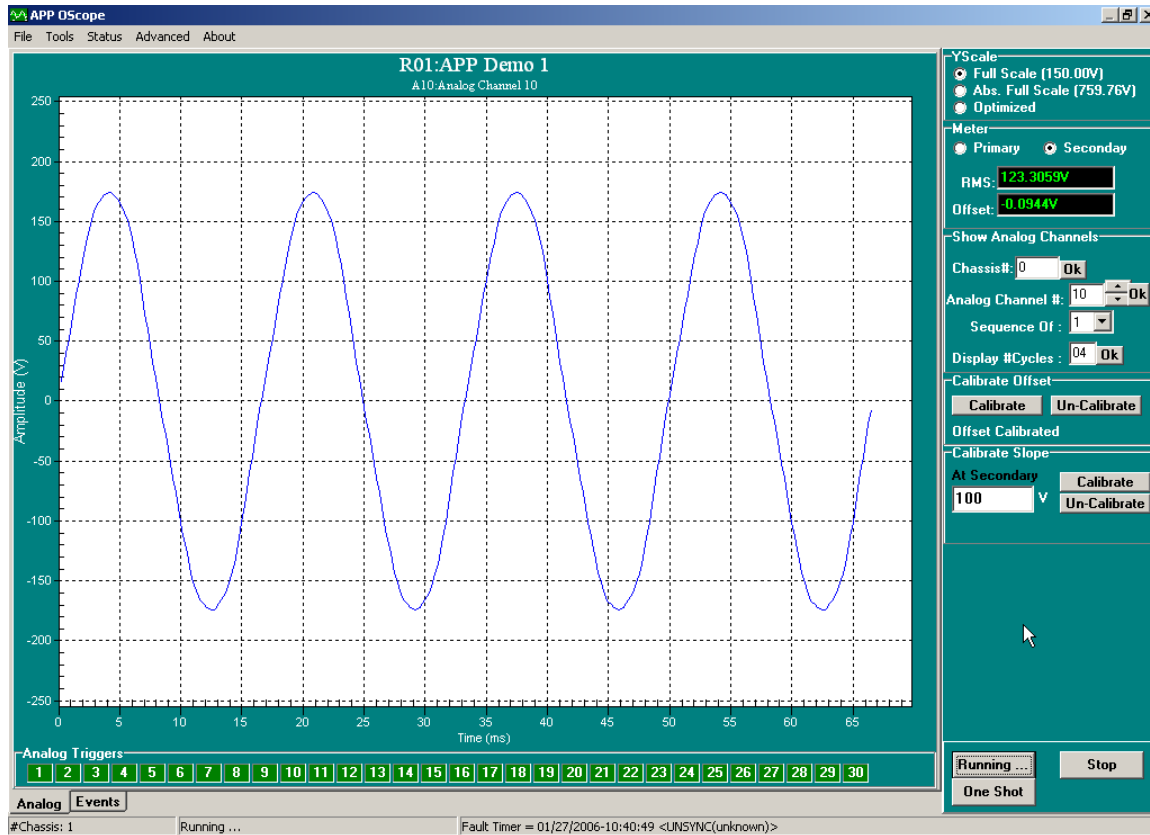 APP OScope
File Tools Status Advanced About
R01:APP Demo 1
A10:Analog Channel 10
250
200
150
100
50
0
-50
-100
-150
-200
-250
Amplitude (V)
0 5 10 15 20 25 30 35 40 45 50 55 60 65
Time (ms)
Analog Triggers
1 2 3 4 5 6 7 8 9 10 11 12 13 14 15 16 17 18 19 20 21 22 23 24 25 26 27 28 29 30
Analog Events
YScale
Full Scale (150.00V)
Abs. Full Scale (759.76V)
Optimized
Meter
Primary Seconday
RMS: 123.3059V
Offset: -0.0944V
Show Analog Channels
Chassis#: 0 Ok
Analog Channel #: 10 Ok
Sequence Of : 1
Display #Cycles : 04 Ok
Calibrate Offset
Calibrate Un-Calibrate
Offset Calibrated
Calibrate Slope
At Secondary
100 V
Calibrate
Un-Calibrate
Running ... Stop
One Shot
#Chassis: 1 Running ... Fault Timer = 01/27/2006-10:40:49 <UNSYNC(unknown)>